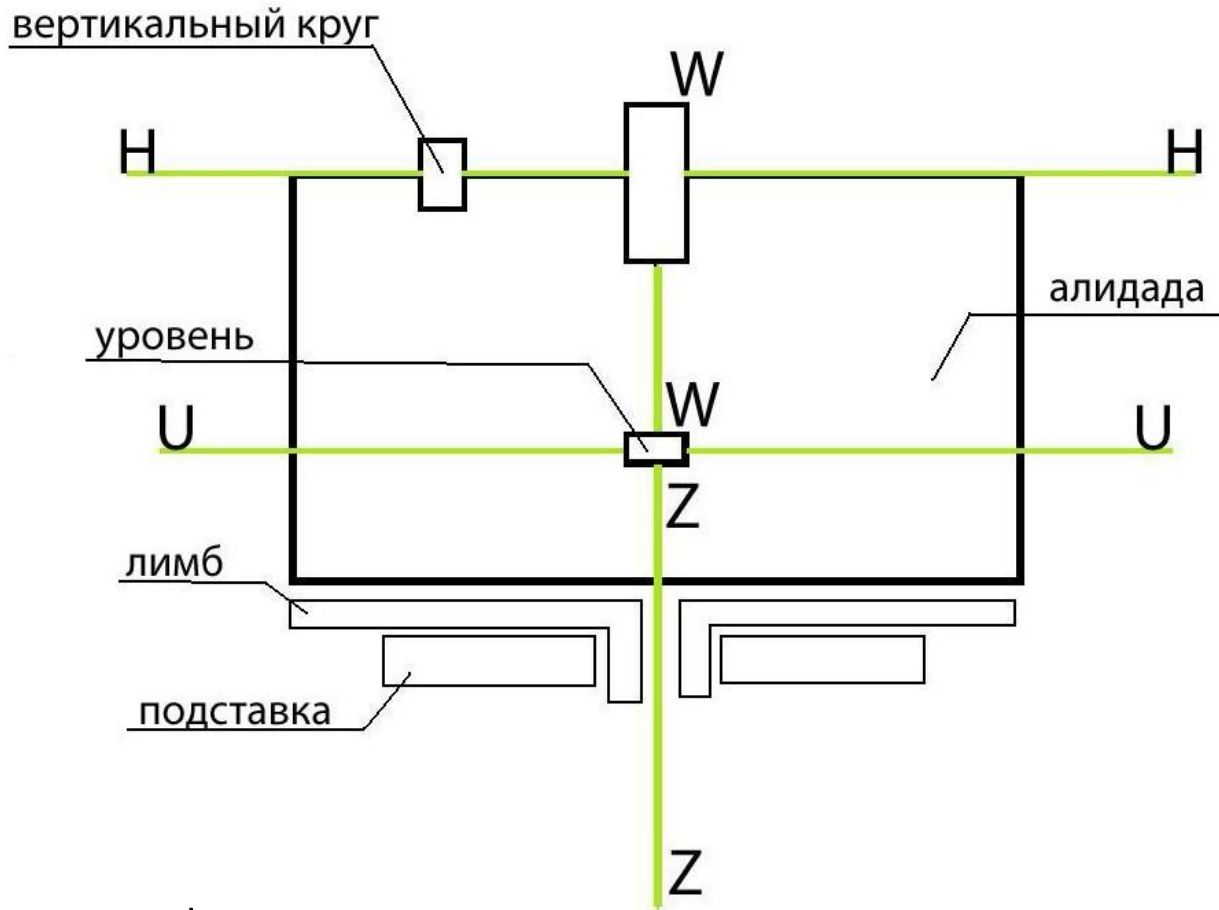 вертикальный круг
W
H
H
алидада
уровень
W
U
U
Z
лимб
подставка
Z